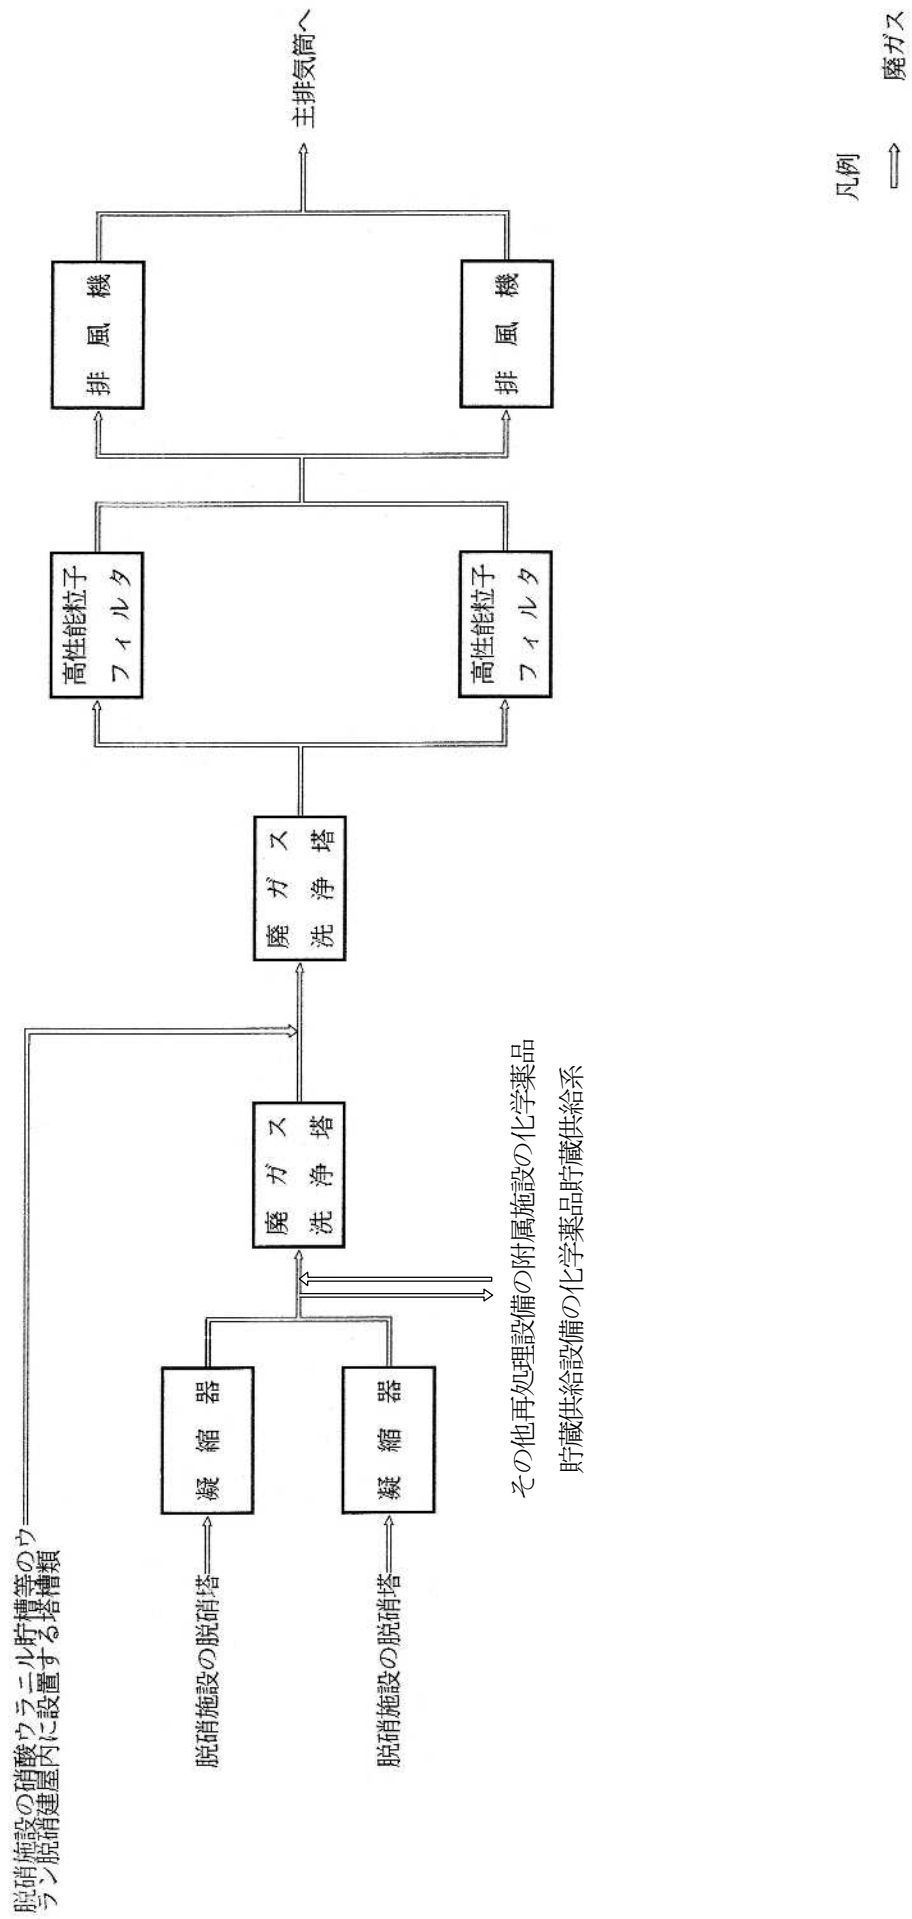 脱硝施設の硝酸ウラニル貯槽等のウ
ラン脱硝建屋内に設置する塔槽類
脱硝施設の脱硝塔
脱硝施設の脱硝塔
凝縮器
凝縮器
その他再処理設備の附属施設の化学薬品
貯蔵供給設備の化学薬品貯蔵供給系
廃ガス
洗浄塔
廃ガス
洗浄塔
高性能粒子
フィルタ
高性能粒子
フィルタ
排風機
排風機
主排気筒へ
凡例
廃ガス